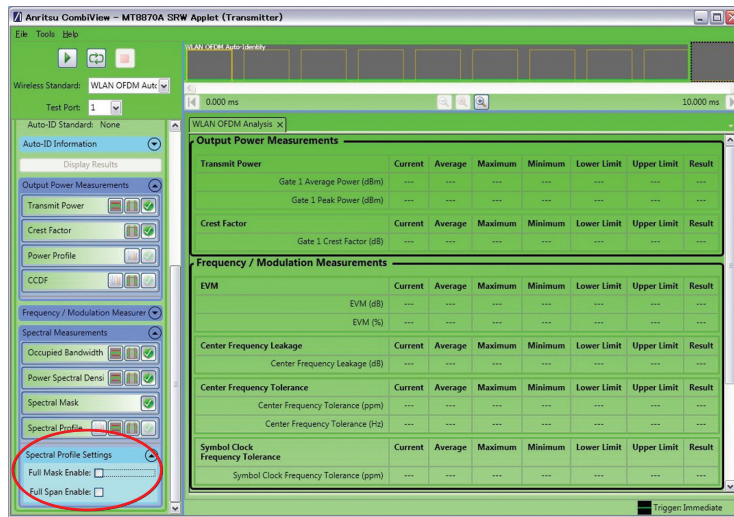 Anritsu CombiView - MT8870A SRW Applet (Transmitter)
File Tools Help
Wireless Standard: WLAN OFDM Autc
Test Port: 1
WLAN OFDM Auto-Identify
0.000 ms
10.000 ms
Auto-ID Standard: None
Auto-ID Information
Display Results
Output Power Measurements
Transmit Power
Crest Factor
Power Profile
CCDF
Frequency / Modulation Measurer
Spectral Measurements
Occupied Bandwidth
Power Spectral Densi
Spectral Mask
Spectral Profile
Spectral Profile Settings
Full Mask Enable:
Full Span Enable:
WLAN OFDM Analysis
Output Power Measurements
Transmit Power Current Average Maximum Minimum Lower Limit Upper Limit Result
Gate 1 Average Power (dBm) --- --- --- --- --- --- ---
Gate 1 Peak Power (dBm) --- --- --- --- --- --- ---
Crest Factor Current Average Maximum Minimum Lower Limit Upper Limit Result
Gate 1 Crest Factor (dB) --- --- --- --- --- --- ---
Frequency / Modulation Measurements
EVM Current Average Maximum Minimum Lower Limit Upper Limit Result
EVM (dB) --- --- --- --- --- --- ---
EVM (%) --- --- --- --- --- --- ---
Center Frequency Leakage Current Average Maximum Minimum Lower Limit Upper Limit Result
Center Frequency Leakage (dB) --- --- --- --- --- --- ---
Center Frequency Tolerance Current Average Maximum Minimum Lower Limit Upper Limit Result
Center Frequency Tolerance (ppm) --- --- --- --- --- --- ---
Center Frequency Tolerance (Hz) --- --- --- --- --- --- ---
Symbol Clock
Frequency Tolerance Current Average Maximum Minimum Lower Limit Upper Limit Result
Symbol Clock Frequency Tolerance (ppm) --- --- --- --- --- --- ---
Trigger: Immediate